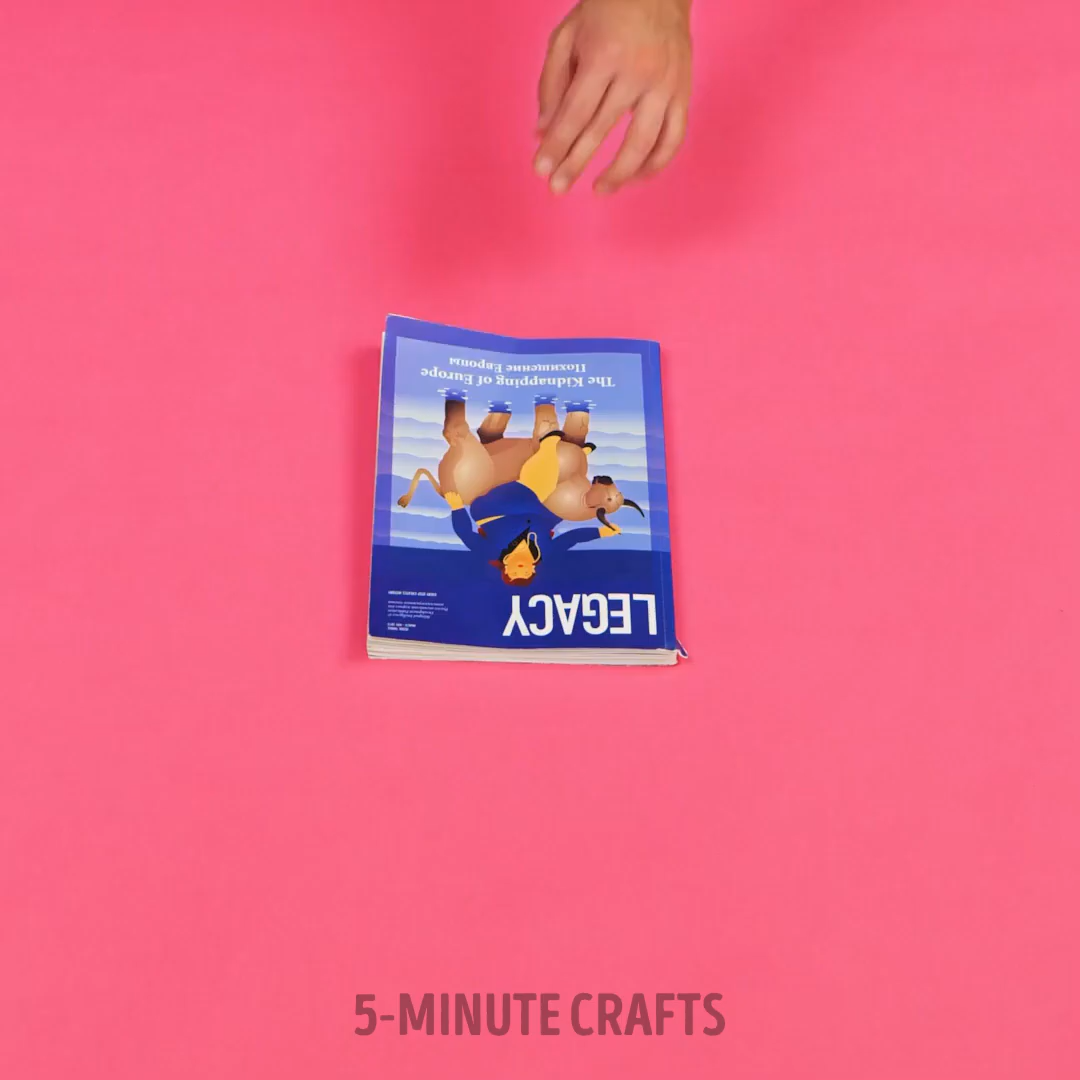 LEGACY
The Kidnapping of Europe
Похищение Европы
5-MINUTE CRAFTS